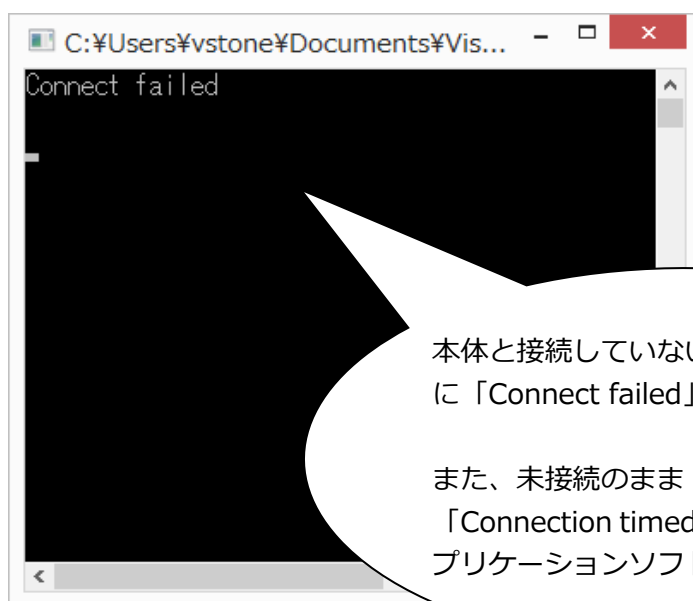 C:¥Users¥vstone¥Documents¥Vis...
Connect failed
本体と接続していな
に「Connect failed」
また、未接続のまま
「Connection timed
プリケーションソフ